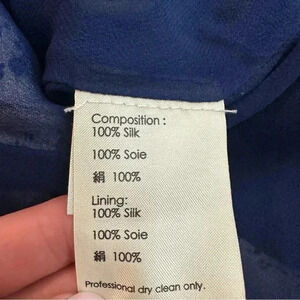 Composition :
100% Silk
100% Soie
絹 100%
Lining:
100% Silk
100% Soie
絹 100%
Professional dry clean only.